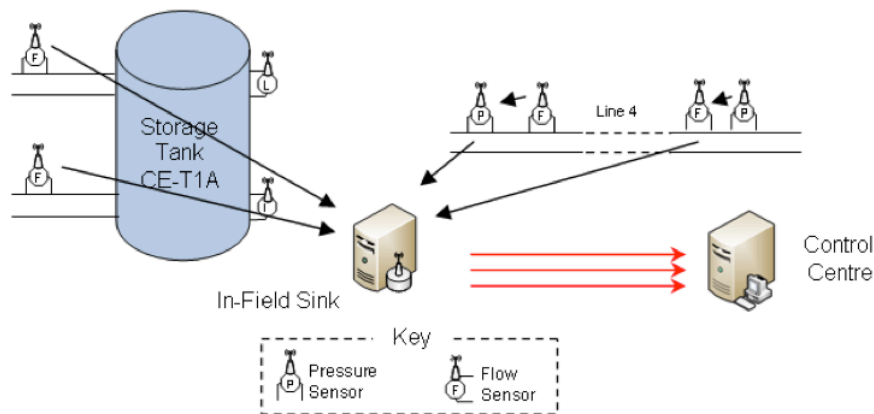 F
L
Storage
Tank
CE-T1A
F
I
P
F
Line 4
F
P
In-Field Sink
Control
Centre
Key
P
Pressure
Sensor
F
Flow
Sensor